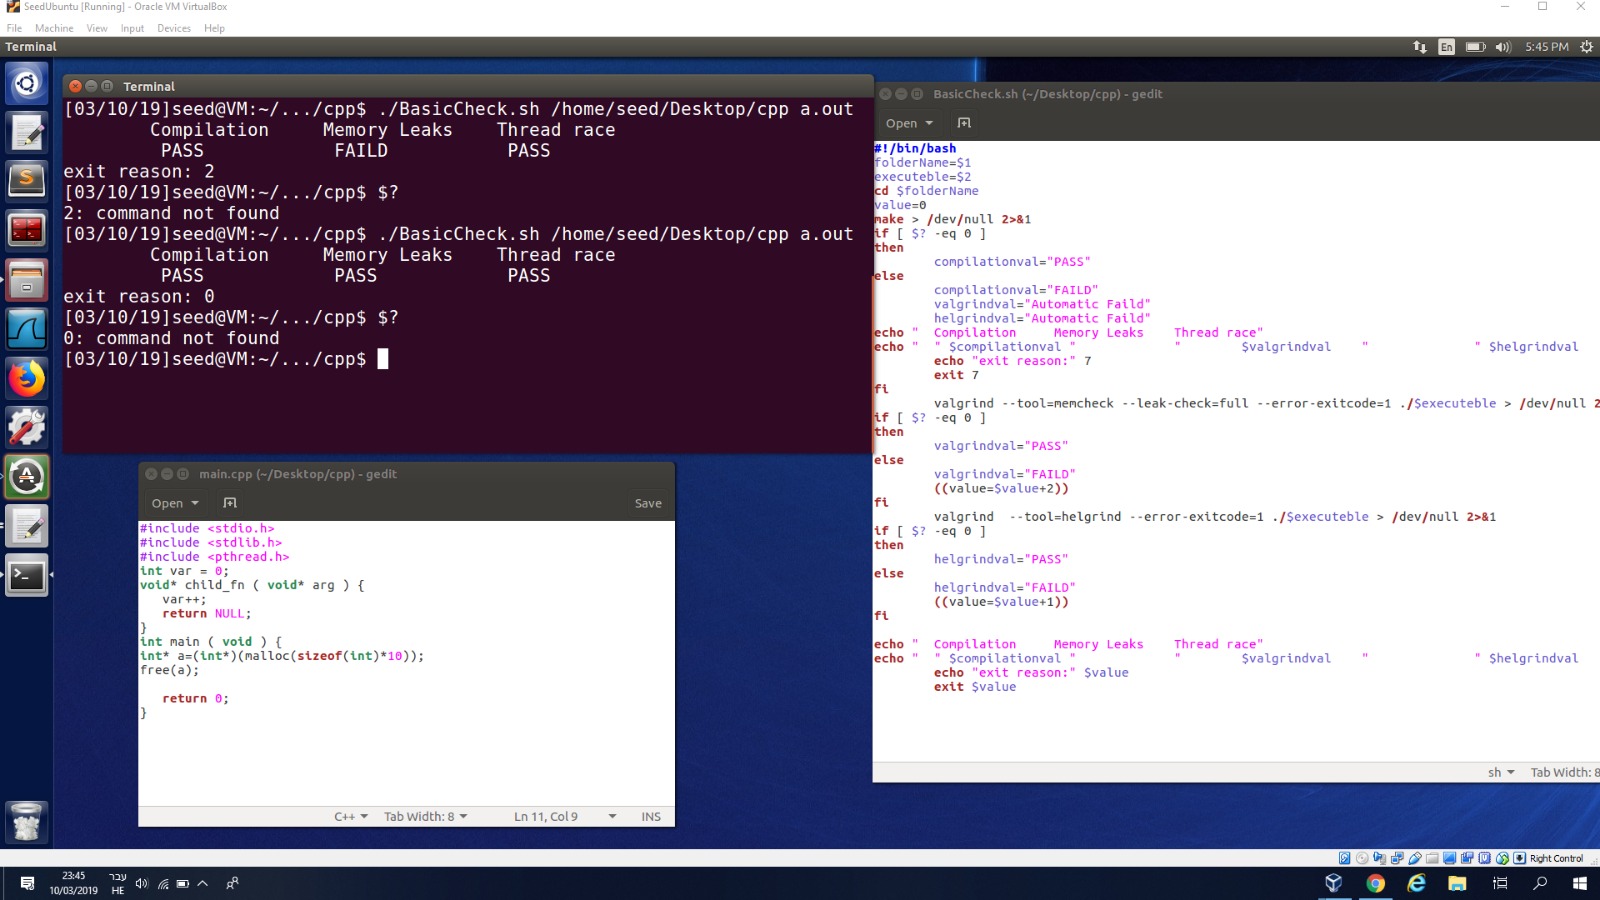 SeedUbuntu [Running] - Oracle VM VirtualBox
File Machine View Input Devices Help
Terminal
En 5:45 PM
Terminal
[03/10/19]seed@VM:~/.../cpp$ ./BasicCheck.sh /home/seed/Desktop/cpp a.out
Compilation Memory Leaks Thread race
PASS FAILD PASS
exit reason: 2
[03/10/19]seed@VM:~/.../cpp$ $?
2: command not found
[03/10/19]seed@VM:~/.../cpp$ ./BasicCheck.sh /home/seed/Desktop/cpp a.out
Compilation Memory Leaks Thread race
PASS PASS PASS
exit reason: 0
[03/10/19]seed@VM:~/.../cpp$ $?
0: command not found
[03/10/19]seed@VM:~/.../cpp$
main.cpp (~/Desktop/cpp) - gedit
Open Save
#include <stdio.h>
#include <stdlib.h>
#include <pthread.h>
int var = 0;
void* child_fn ( void* arg ) {
var++;
return NULL;
}
int main ( void ) {
int* a=(int*)(malloc(sizeof(int)*10));
free(a);
return 0;
}
C++ Tab Width: 8 Ln 11, Col 9 INS
BasicCheck.sh (~/Desktop/cpp) - gedit
Open
#!/bin/bash
folderName=$1
executeble=$2
cd $folderName
value=0
make > /dev/null 2>&1
if [ $? -eq 0 ]
then
compilationval="PASS"
else
compilationval="FAILD"
valgrindval="Automatic Faild"
helgrindval="Automatic Faild"
echo " Compilation Memory Leaks Thread race"
echo " " $compilationval " " $valgrindval " " $helgrindval
echo "exit reason:" 7
exit 7
fi
valgrind --tool=memcheck --leak-check=full --error-exitcode=1 ./$executeble > /dev/null 2
if [ $? -eq 0 ]
then
valgrindval="PASS"
else
valgrindval="FAILD"
((value=$value+2))
fi
valgrind --tool=helgrind --error-exitcode=1 ./$executeble > /dev/null 2>&1
if [ $? -eq 0 ]
then
helgrindval="PASS"
else
helgrindval="FAILD"
((value=$value+1))
fi
echo " Compilation Memory Leaks Thread race"
echo " " $compilationval " " $valgrindval " " $helgrindval
echo "exit reason:" $value
exit $value
sh Tab Width: 8
Right Control
23:45
10/03/2019
עבר
HE